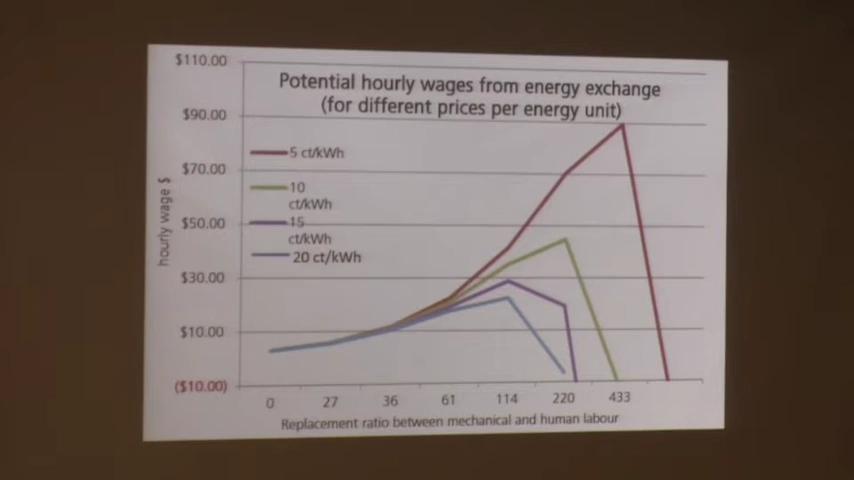 Potential hourly wages from energy exchange
(for different prices per energy unit)
$110.00
$90.00
$70.00
$50.00
$30.00
$10.00
($10.00)
hourly wage $
5 ct/kWh
10
ct/kWh
15
ct/kWh
20 ct/kWh
0 27 36 61 114 220 433
Replacement ratio between mechanical and human labour